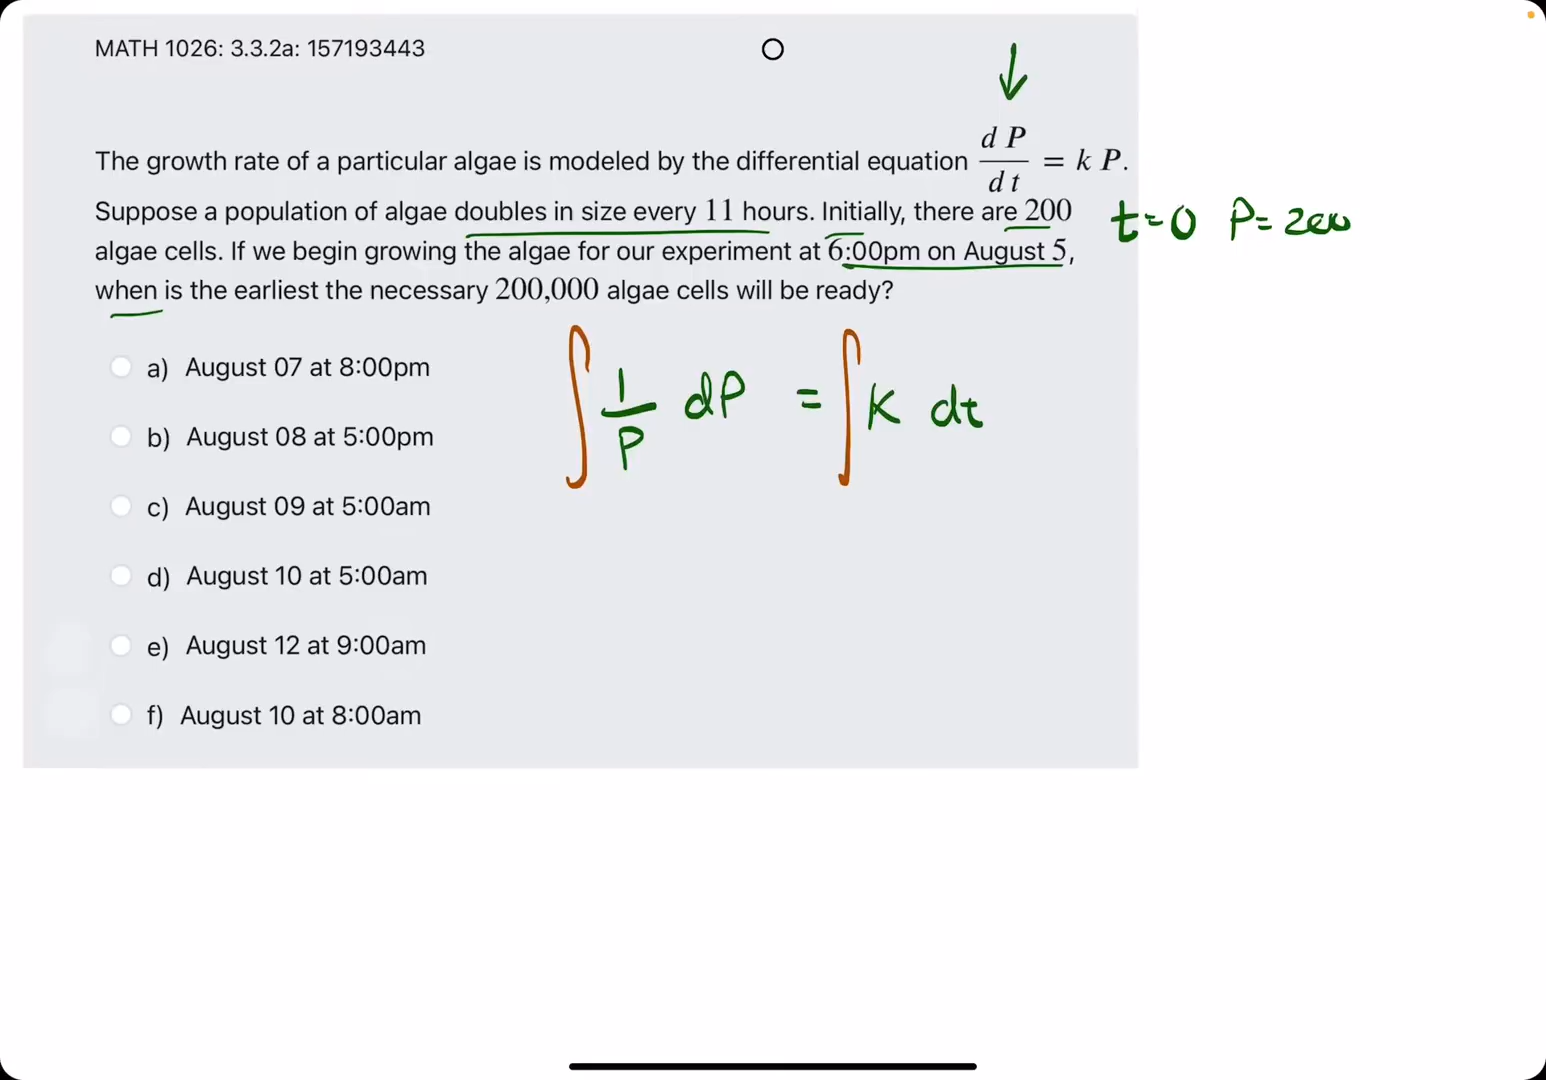 MATH 1026: 3.3.2a: 157193443
The growth rate of a particular algae is modeled by the differential equation dP/dt = k P.
Suppose a population of algae doubles in size every 11 hours. Initially, there are 200
t=0 P=200
algae cells. If we begin growing the algae for our experiment at 6:00pm on August 5,
when is the earliest the necessary 200,000 algae cells will be ready?
∫ 1/P dP = ∫ K dt
a) August 07 at 8:00pm
b) August 08 at 5:00pm
c) August 09 at 5:00am
d) August 10 at 5:00am
e) August 12 at 9:00am
f) August 10 at 8:00am